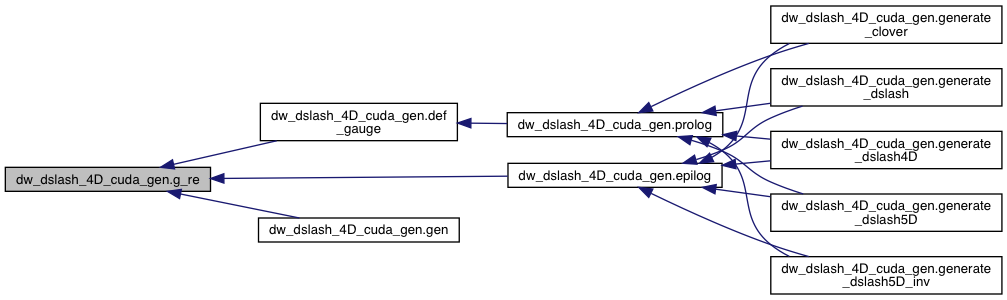 dw_dslash_4D_cuda_gen.g_re
dw_dslash_4D_cuda_gen.def
_gauge
dw_dslash_4D_cuda_gen.gen
dw_dslash_4D_cuda_gen.prolog
dw_dslash_4D_cuda_gen.epilog
dw_dslash_4D_cuda_gen.generate
_clover
dw_dslash_4D_cuda_gen.generate
_dslash
dw_dslash_4D_cuda_gen.generate
_dslash4D
dw_dslash_4D_cuda_gen.generate
_dslash5D
dw_dslash_4D_cuda_gen.generate
_dslash5D_inv